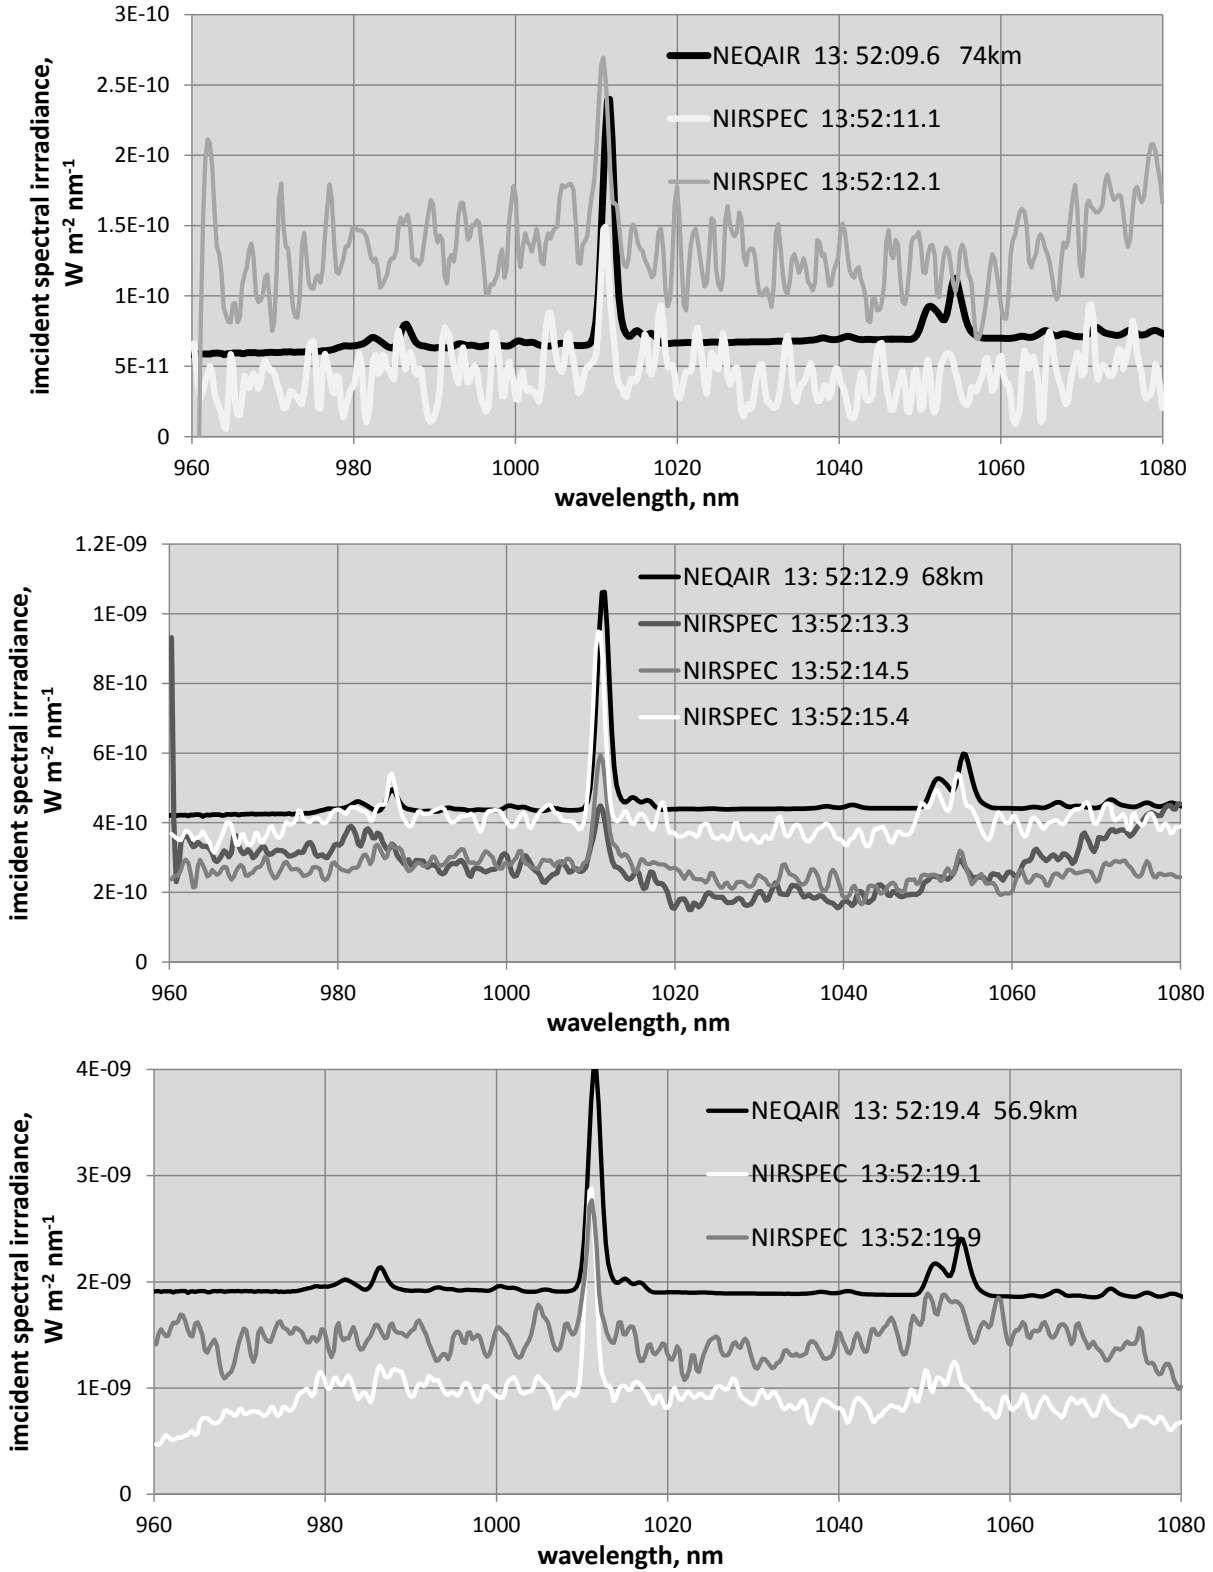 3E-10
2.5E-10
2E-10
1.5E-10
1E-10
5E-11
0
imcident spectral irrradiance,
W m-2 nm-1
NEQAIR 13: 52:09.6 74km
NIRSPEC 13:52:11.1
NIRSPEC 13:52:12.1
960 980 1000 1020 1040 1060 1080
wavelength, nm
1.2E-09
1E-09
8E-10
6E-10
4E-10
2E-10
0
imcident spectral irrradiance,
W m-2 nm-1
NEQAIR 13: 52:12.9 68km
NIRSPEC 13:52:13.3
NIRSPEC 13:52:14.5
NIRSPEC 13:52:15.4
960 980 1000 1020 1040 1060 1080
wavelength, nm
4E-09
3E-09
2E-09
1E-09
0
imcident spectral irrradiance,
W m-2 nm-1
NEQAIR 13: 52:19.4 56.9km
NIRSPEC 13:52:19.1
NIRSPEC 13:52:19.9
960 980 1000 1020 1040 1060 1080
wavelength, nm